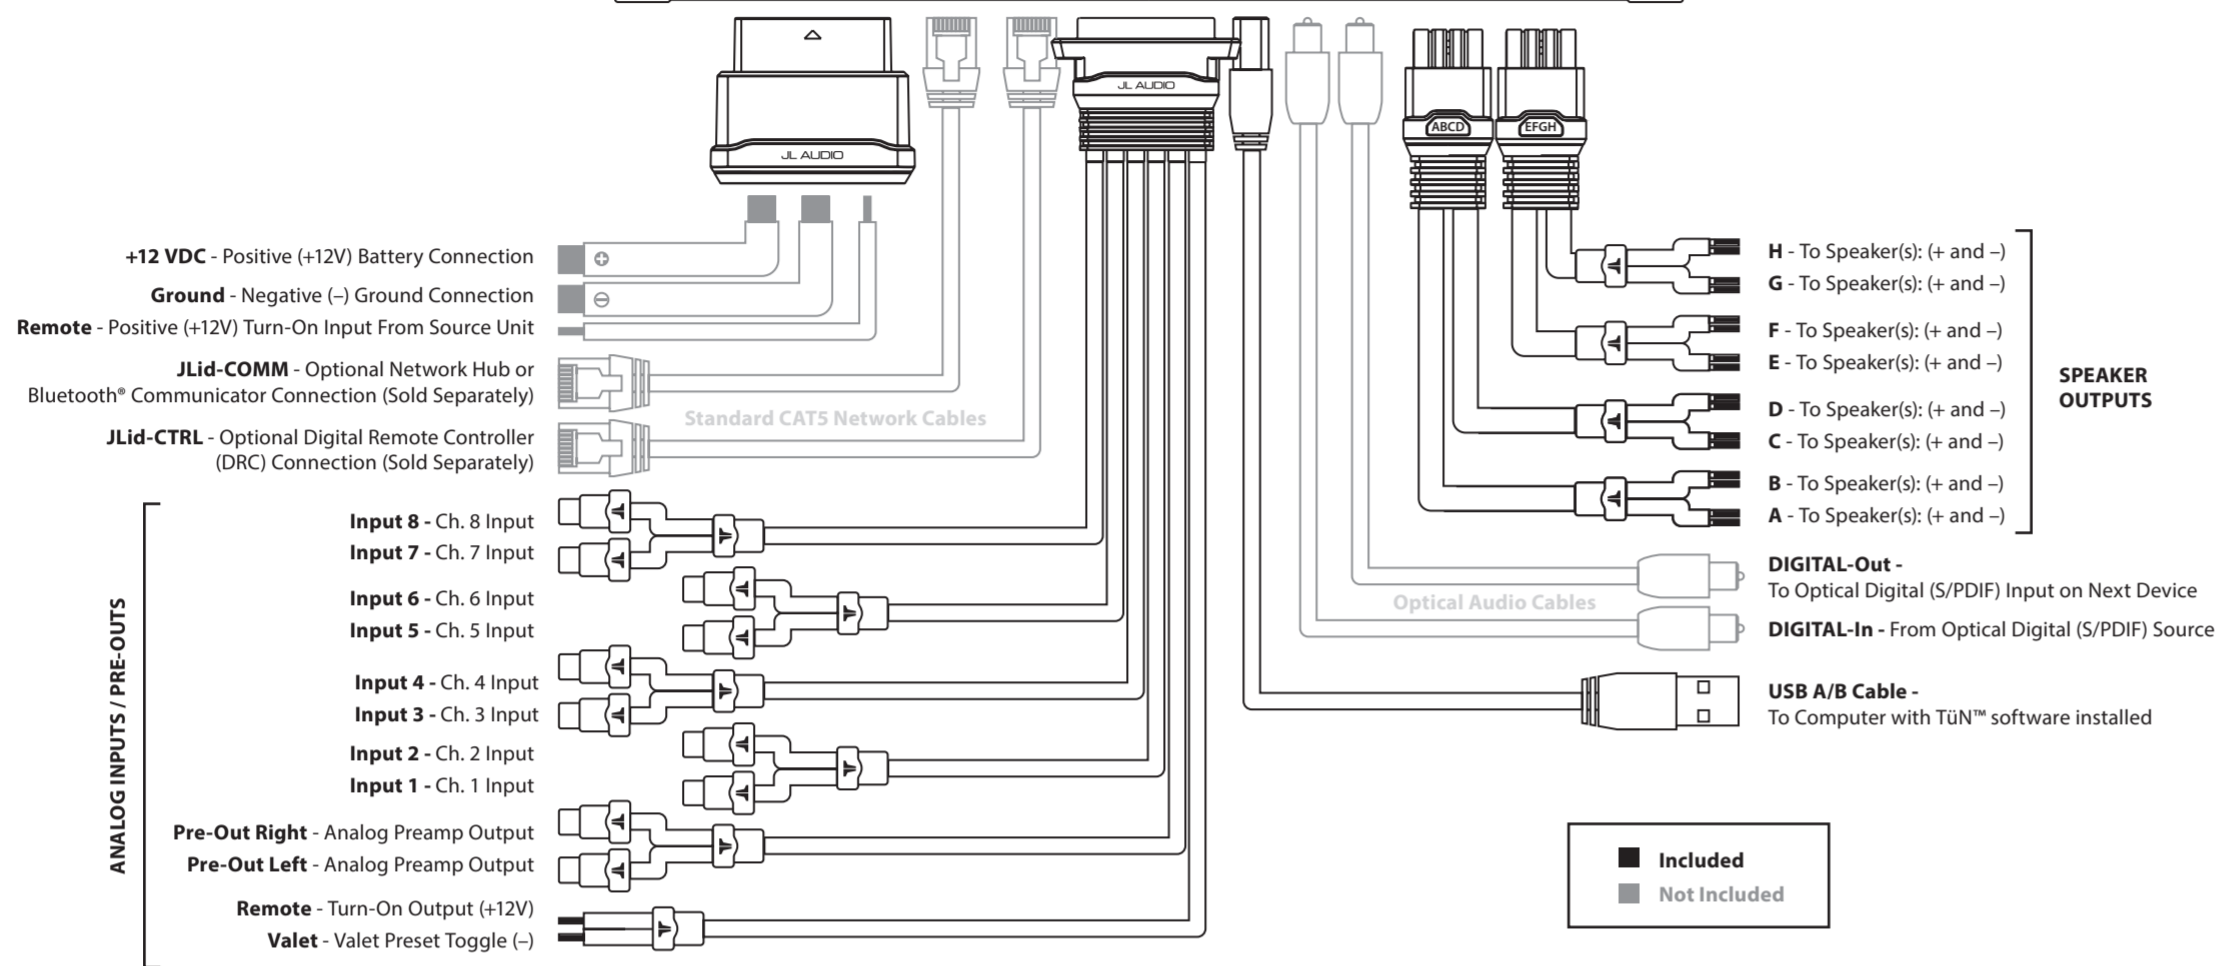 JL AUDIO
JL AUDIO
ABCD
EFGH
+12 VDC - Positive (+12V) Battery Connection
Ground - Negative (–) Ground Connection
Remote - Positive (+12V) Turn-On Input From Source Unit
JLid-COMM - Optional Network Hub or
Bluetooth® Communicator Connection (Sold Separately)
JLid-CTRL - Optional Digital Remote Controller
(DRC) Connection (Sold Separately)
Standard CAT5 Network Cables
ANALOG INPUTS / PRE-OUTS
Input 8 - Ch. 8 Input
Input 7 - Ch. 7 Input
Input 6 - Ch. 6 Input
Input 5 - Ch. 5 Input
Input 4 - Ch. 4 Input
Input 3 - Ch. 3 Input
Input 2 - Ch. 2 Input
Input 1 - Ch. 1 Input
Pre-Out Right - Analog Preamp Output
Pre-Out Left - Analog Preamp Output
Remote - Turn-On Output (+12V)
Valet - Valet Preset Toggle (–)
H - To Speaker(s): (+ and –)
G - To Speaker(s): (+ and –)
F - To Speaker(s): (+ and –)
E - To Speaker(s): (+ and –)
D - To Speaker(s): (+ and –)
C - To Speaker(s): (+ and –)
B - To Speaker(s): (+ and –)
A - To Speaker(s): (+ and –)
SPEAKER
OUTPUTS
DIGITAL-Out -
To Optical Digital (S/PDIF) Input on Next Device
Optical Audio Cables
DIGITAL-In - From Optical Digital (S/PDIF) Source
USB A/B Cable -
To Computer with TüN™ software installed
Included
Not Included